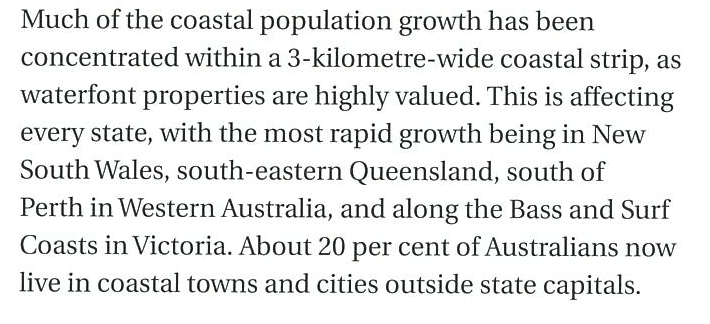 Much of the coastal population growth has been
concentrated within a 3-kilometre-wide coastal strip, as
waterfont properties are highly valued. This is affecting
every state, with the most rapid growth being in New
South Wales, south-eastern Queensland, south of
Perth in Western Australia, and along the Bass and Surf
Coasts in Victoria. About 20 per cent of Australians now
live in coastal towns and cities outside state capitals.